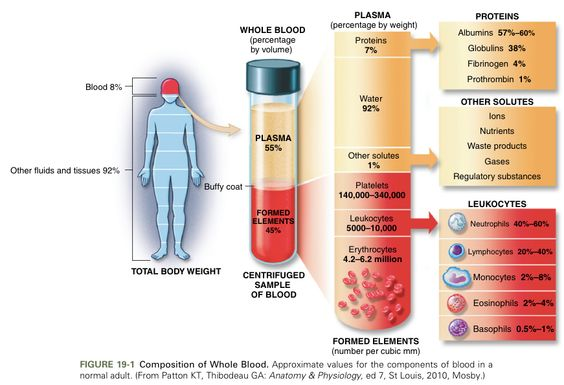 WHOLE BLOOD
(percentage
by volume)
PLASMA
(percentage by weight)
PROTEINS
Blood 8%
Other fluids and tissues 92%
TOTAL BODY WEIGHT
PLASMA
55%
Buffy coat
FORMED
ELEMENTS
45%
CENTRIFUGED
SAMPLE
OF BLOOD
Proteins
7%
Water
92%
Other solutes
1%
Platelets
140,000–340,000
Leukocytes
5000–10,000
Erythrocytes
4.2–6.2 million
FORMED ELEMENTS
(number per cubic mm)
Albumins 57%–60%
Globulins 38%
Fibrinogen 4%
Prothrombin 1%
OTHER SOLUTES
Ions
Nutrients
Waste products
Gases
Regulatory substances
LEUKOCYTES
Neutrophils 40%–60%
Lymphocytes 20%–40%
Monocytes 2%–8%
Eosinophils 2%–4%
Basophils 0.5%–1%
FIGURE 19-1 Composition of Whole Blood. Approximate values for the components of blood in a
normal adult. (From Patton KT, Thibodeau GA: Anatomy & Physiology, ed 7, St Louis, 2010, Mosby.)